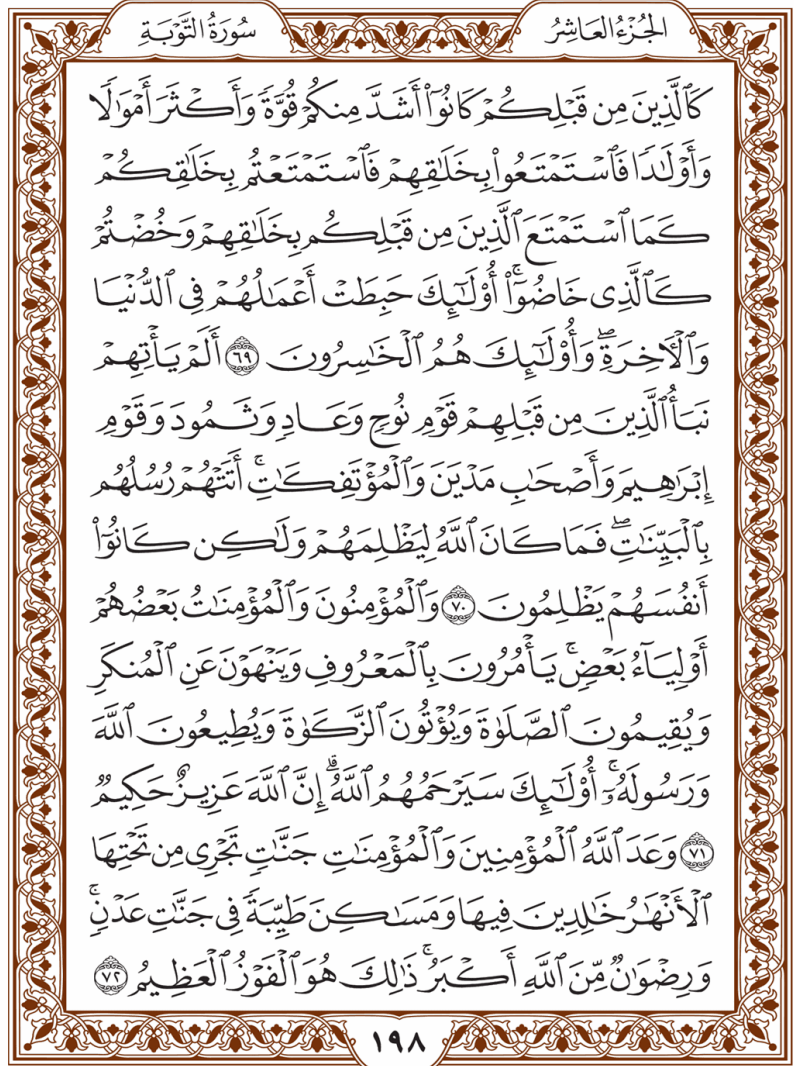 الجُزْءُ العَاشِرُ
سُورَةُ التَّوْبَةِ
كَٱلَّذِينَ مِن قَبْلِكُمْ كَانُوٓا۟ أَشَدَّ مِنكُمْ قُوَّةً وَأَكْثَرَ أَمْوَٰلًا
وَأَوْلَٰدًا فَٱسْتَمْتَعُوا۟ بِخَلَٰقِهِمْ فَٱسْتَمْتَعْتُم بِخَلَٰقِكُمْ
كَمَا ٱسْتَمْتَعَ ٱلَّذِينَ مِن قَبْلِكُم بِخَلَٰقِهِمْ وَخُضْتُمْ
كَٱلَّذِى خَاضُوٓا۟ۚ أُو۟لَٰٓئِكَ حَبِطَتْ أَعْمَٰلُهُمْ فِى ٱلدُّنْيَا
وَٱلْءَاخِرَةِۖ وَأُو۟لَٰٓئِكَ هُمُ ٱلْخَٰسِرُونَ ٦٩ أَلَمْ يَأْتِهِمْ
نَبَأُ ٱلَّذِينَ مِن قَبْلِهِمْ قَوْمِ نُوحٍ وَعَادٍ وَثَمُودَ وَقَوْمِ
إِبْرَٰهِيمَ وَأَصْحَٰبِ مَدْيَنَ وَٱلْمُؤْتَفِكَٰتِۚ أَتَتْهُمْ رُسُلُهُم
بِٱلْبَيِّنَٰتِۖ فَمَا كَانَ ٱللَّهُ لِيَظْلِمَهُمْ وَلَٰكِن كَانُوٓا۟
أَنفُسَهُمْ يَظْلِمُونَ ٧٠ وَٱلْمُؤْمِنُونَ وَٱلْمُؤْمِنَٰتُ بَعْضُهُمْ
أَوْلِيَآءُ بَعْضٍۚ يَأْمُرُونَ بِٱلْمَعْرُوفِ وَيَنْهَوْنَ عَنِ ٱلْمُنكَرِ
وَيُقِيمُونَ ٱلصَّلَوٰةَ وَيُؤْتُونَ ٱلزَّكَوٰةَ وَيُطِيعُونَ ٱللَّهَ
وَرَسُولَهُۥٓۚ أُو۟لَٰٓئِكَ سَيَرْحَمُهُمُ ٱللَّهُۗ إِنَّ ٱللَّهَ عَزِيزٌ حَكِيمٌ
٧١ وَعَدَ ٱللَّهُ ٱلْمُؤْمِنِينَ وَٱلْمُؤْمِنَٰتِ جَنَّٰتٍ تَجْرِى مِن تَحْتِهَا
ٱلْأَنْهَٰرُ خَٰلِدِينَ فِيهَا وَمَسَٰكِنَ طَيِّبَةً فِى جَنَّٰتِ عَدْنٍۚ
وَرِضْوَٰنٌ مِّنَ ٱللَّهِ أَكْبَرُۚ ذَٰلِكَ هُوَ ٱلْفَوْزُ ٱلْعَظِيمُ ٧٢
١٩٨